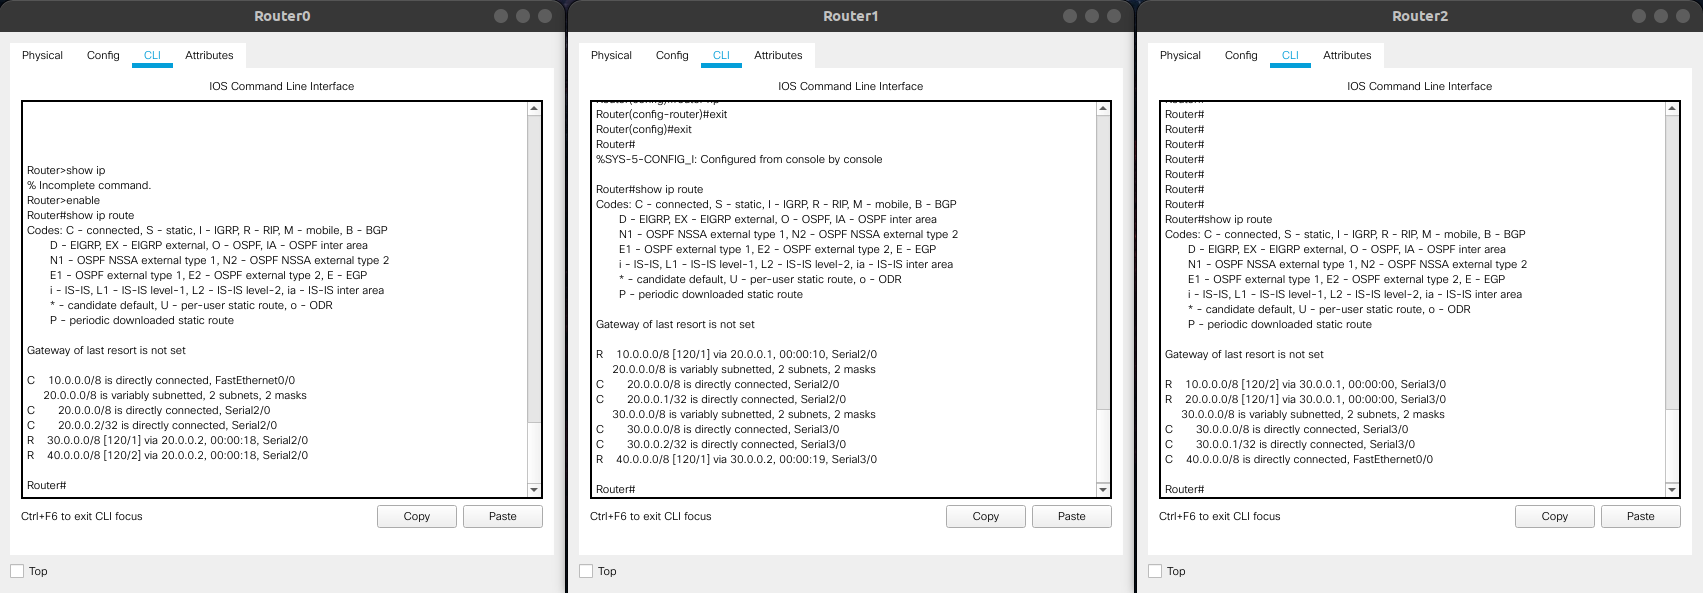 Router0
Physical Config CLI Attributes
IOS Command Line Interface
Router>show ip
% Incomplete command.
Router>enable
Router#show ip route
Codes: C - connected, S - static, I - IGRP, R - RIP, M - mobile, B - BGP
D - EIGRP, EX - EIGRP external, O - OSPF, IA - OSPF inter area
N1 - OSPF NSSA external type 1, N2 - OSPF NSSA external type 2
E1 - OSPF external type 1, E2 - OSPF external type 2, E - EGP
i - IS-IS, L1 - IS-IS level-1, L2 - IS-IS level-2, ia - IS-IS inter area
* - candidate default, U - per-user static route, o - ODR
P - periodic downloaded static route
Gateway of last resort is not set
C 10.0.0.0/8 is directly connected, FastEthernet0/0
20.0.0.0/8 is variably subnetted, 2 subnets, 2 masks
C 20.0.0.0/8 is directly connected, Serial2/0
C 20.0.0.2/32 is directly connected, Serial2/0
R 30.0.0.0/8 [120/1] via 20.0.0.2, 00:00:18, Serial2/0
R 40.0.0.0/8 [120/2] via 20.0.0.2, 00:00:18, Serial2/0
Router#
Ctrl+F6 to exit CLI focus
Copy Paste
Top
Router1
Physical Config CLI Attributes
IOS Command Line Interface
Router(config-router)#exit
Router(config)#exit
Router#
%SYS-5-CONFIG_I: Configured from console by console
Router#show ip route
Codes: C - connected, S - static, I - IGRP, R - RIP, M - mobile, B - BGP
D - EIGRP, EX - EIGRP external, O - OSPF, IA - OSPF inter area
N1 - OSPF NSSA external type 1, N2 - OSPF NSSA external type 2
E1 - OSPF external type 1, E2 - OSPF external type 2, E - EGP
i - IS-IS, L1 - IS-IS level-1, L2 - IS-IS level-2, ia - IS-IS inter area
* - candidate default, U - per-user static route, o - ODR
P - periodic downloaded static route
Gateway of last resort is not set
R 10.0.0.0/8 [120/1] via 20.0.0.1, 00:00:10, Serial2/0
20.0.0.0/8 is variably subnetted, 2 subnets, 2 masks
C 20.0.0.0/8 is directly connected, Serial2/0
C 20.0.0.1/32 is directly connected, Serial2/0
30.0.0.0/8 is variably subnetted, 2 subnets, 2 masks
C 30.0.0.0/8 is directly connected, Serial3/0
C 30.0.0.2/32 is directly connected, Serial3/0
R 40.0.0.0/8 [120/1] via 30.0.0.2, 00:00:19, Serial3/0
Router#
Ctrl+F6 to exit CLI focus
Copy Paste
Top
Router2
Physical Config CLI Attributes
IOS Command Line Interface
Router#
Router#
Router#
Router#
Router#
Router#
Router#
Router#
Router#show ip route
Codes: C - connected, S - static, I - IGRP, R - RIP, M - mobile, B - BGP
D - EIGRP, EX - EIGRP external, O - OSPF, IA - OSPF inter area
N1 - OSPF NSSA external type 1, N2 - OSPF NSSA external type 2
E1 - OSPF external type 1, E2 - OSPF external type 2, E - EGP
i - IS-IS, L1 - IS-IS level-1, L2 - IS-IS level-2, ia - IS-IS inter area
* - candidate default, U - per-user static route, o - ODR
P - periodic downloaded static route
Gateway of last resort is not set
R 10.0.0.0/8 [120/2] via 30.0.0.1, 00:00:00, Serial3/0
R 20.0.0.0/8 [120/1] via 30.0.0.1, 00:00:00, Serial3/0
30.0.0.0/8 is variably subnetted, 2 subnets, 2 masks
C 30.0.0.0/8 is directly connected, Serial3/0
C 30.0.0.1/32 is directly connected, Serial3/0
C 40.0.0.0/8 is directly connected, FastEthernet0/0
Router#
Ctrl+F6 to exit CLI focus
Copy Paste
Top